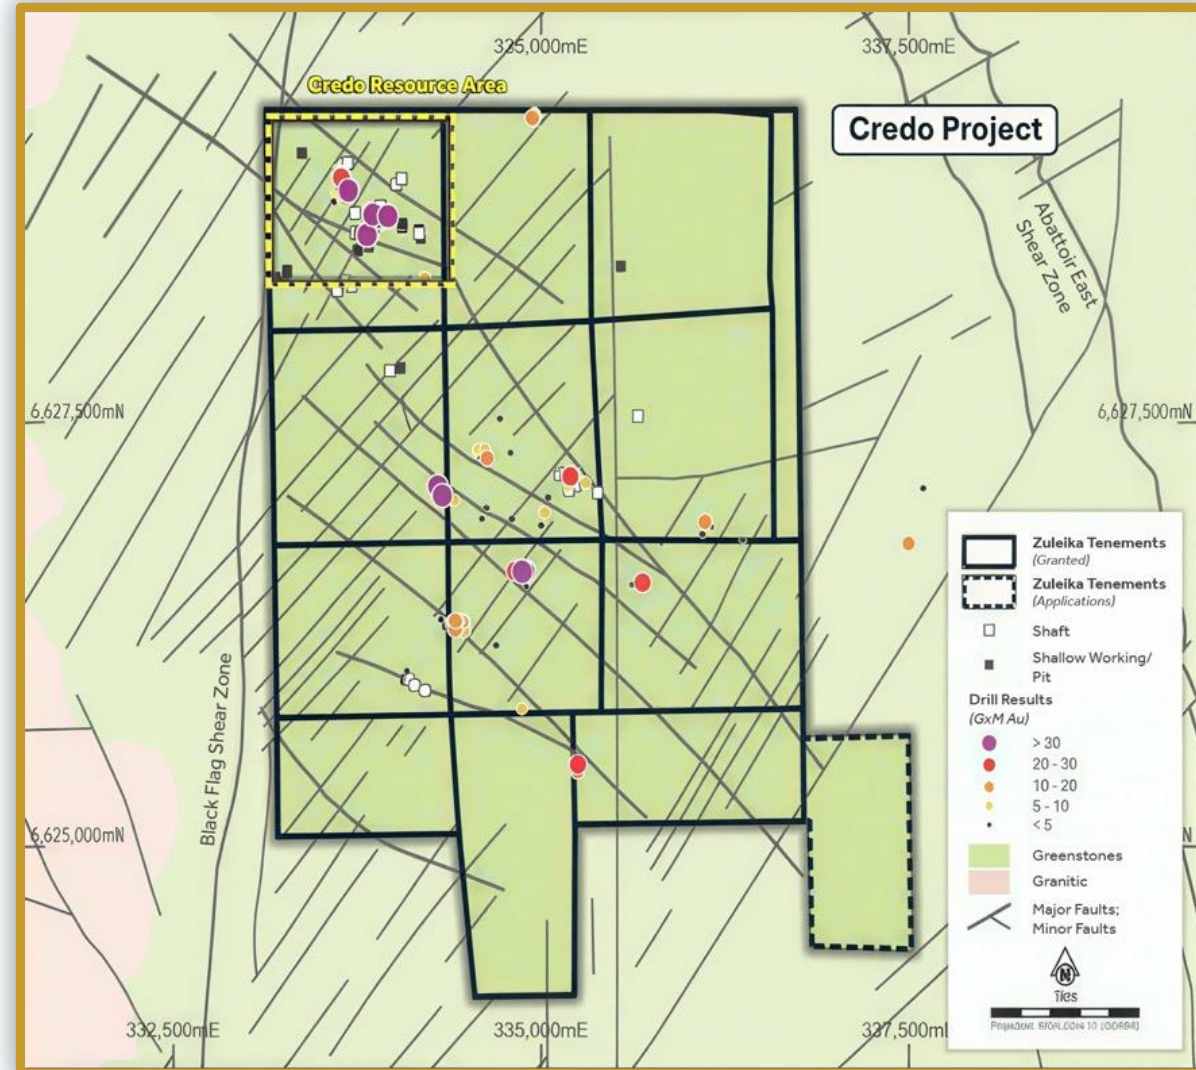 325,000mE
337,500mE
Credo Resource Area
Credo Project
Abattoir East
Shear Zone
6,627,500mN
6,627,500mN
Zuleika Tenements
(Granted)
Zuleika Tenements
(Applications)
Shaft
Shallow Working/
Pit
Drill Results
(GxM Au)
> 30
20 - 30
10 - 20
5 - 10
< 5
Black Flag Shear Zone
6,625,000mN
N
Greenstones
Granitic
Major Faults;
Minor Faults
N
332,500mE
335,000mE